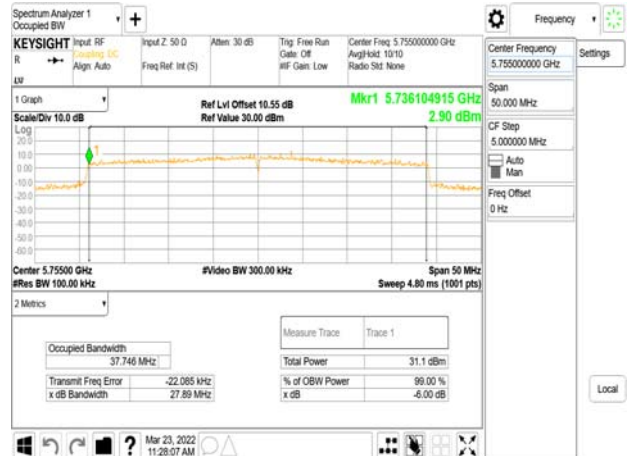 Spectrum Analyzer 1
Occupied BW
Frequency
KEYSIGHT
R
Input: RF
Coupling: DC
Align: Auto
Input Z: 50 Ω
Freq Ref: Int (S)
Atten: 30 dB
Trig: Free Run
Gate: Off
#IF Gain: Low
Center Freq: 5.755000000 GHz
Avg|Hold: 10/10
Radio Std: None
Center Frequency
5.755000000 GHz
Settings
Span
50.000 MHz
CF Step
5.000000 MHz
Auto
Man
Freq Offset
0 Hz
Local
1 Graph
Scale/Div 10.0 dB
Ref Lvl Offset 10.55 dB
Ref Value 30.00 dBm
Mkr1 5.736104915 GHz
2.90 dBm
Log
20.0
10.0
0.00
-10.0
-20.0
-30.0
-40.0
-50.0
-60.0
1
Center 5.75500 GHz
#Res BW 100.00 kHz
#Video BW 300.00 kHz
Span 50 MHz
Sweep 4.80 ms (1001 pts)
2 Metrics
Measure Trace Trace 1
Occupied Bandwidth
37.746 MHz
Total Power 31.1 dBm
Transmit Freq Error -22.085 kHz
% of OBW Power 99.00 %
x dB Bandwidth 27.89 MHz
x dB -6.00 dB
?
Mar 23, 2022
11:28:07 AM